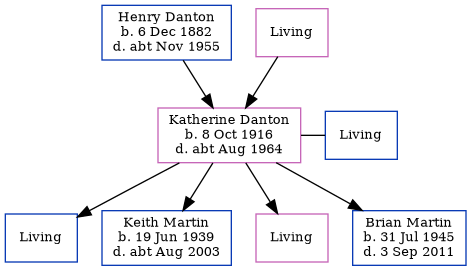 Henry Danton
b. 6 Dec 1882
d. abt Nov 1955
Living
Katherine Danton
b. 8 Oct 1916
d. abt Aug 1964
Living
Living
Keith Martin
b. 19 Jun 1939
d. abt Aug 2003
Living
Brian Martin
b. 31 Jul 1945
d. 3 Sep 2011